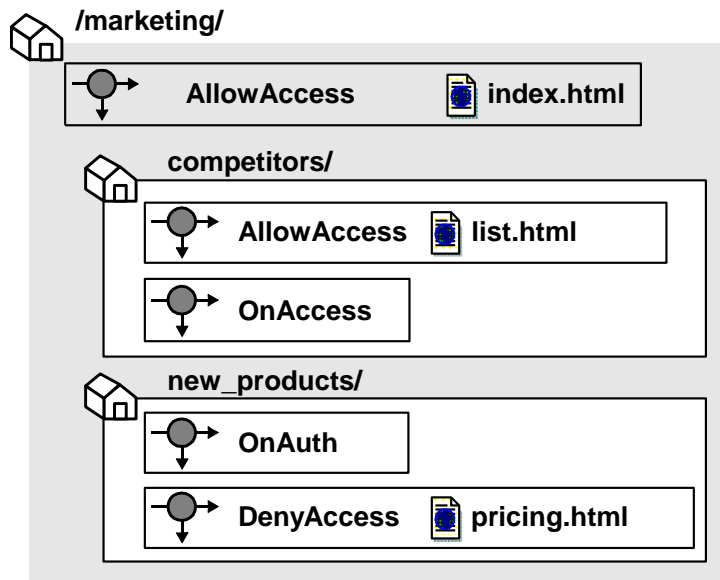 /marketing/
AllowAccess index.html
competitors/
AllowAccess list.html
OnAccess
new_products/
OnAuth
DenyAccess pricing.html